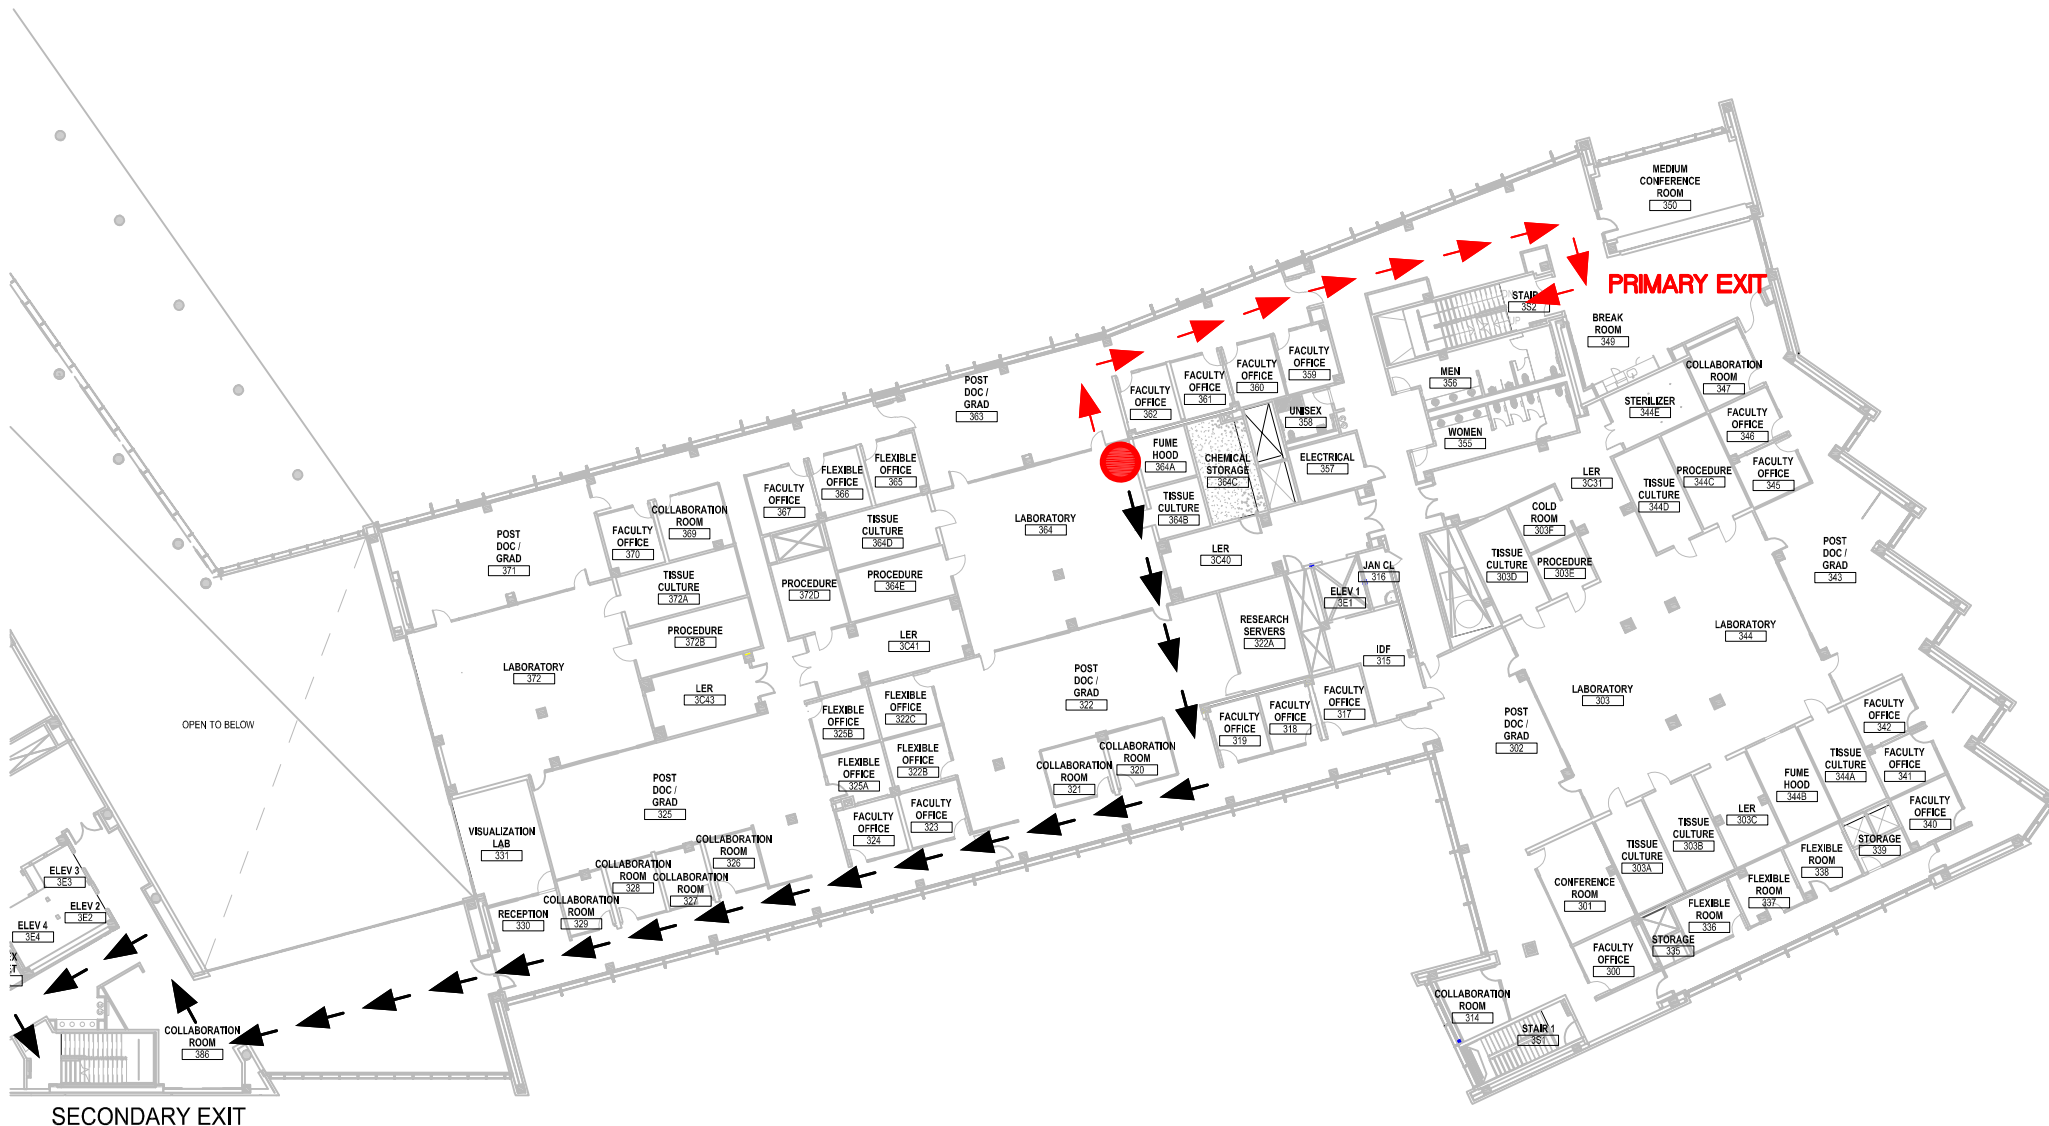 MEDIUM
CONFERENCE
ROOM
350
PRIMARY EXIT
STAIR
3S2
BREAK
ROOM
349
MEN
356
WOMEN
355
UNISEX
358
ELECTRICAL
357
FACULTY
OFFICE
359
FACULTY
OFFICE
360
FACULTY
OFFICE
361
FACULTY
OFFICE
362
FUME
HOOD
364A
CHEMICAL
STORAGE
364C
TISSUE
CULTURE
364B
LER
3C40
POST
DOC /
GRAD
363
LABORATORY
364
FLEXIBLE
OFFICE
365
FLEXIBLE
OFFICE
366
FACULTY
OFFICE
367
TISSUE
CULTURE
364D
PROCEDURE
364E
PROCEDURE
372D
LER
3C41
COLLABORATION
ROOM
369
FACULTY
OFFICE
370
POST
DOC /
GRAD
371
TISSUE
CULTURE
372A
PROCEDURE
372B
LABORATORY
372
LER
3C43
COLLABORATION
ROOM
347
STERILIZER
344E
FACULTY
OFFICE
346
FACULTY
OFFICE
345
PROCEDURE
344C
TISSUE
CULTURE
344D
LER
3C31
COLD
ROOM
303F
PROCEDURE
303E
TISSUE
CULTURE
303D
POST
DOC /
GRAD
343
LABORATORY
344
LABORATORY
303
JAN CL
316
ELEV 1
3E1
RESEARCH
SERVERS
322A
IDF
315
FACULTY
OFFICE
317
FACULTY
OFFICE
318
FACULTY
OFFICE
319
POST
DOC /
GRAD
322
COLLABORATION
ROOM
320
COLLABORATION
ROOM
321
FLEXIBLE
OFFICE
322C
FLEXIBLE
OFFICE
322B
FLEXIBLE
OFFICE
325B
FLEXIBLE
OFFICE
325A
FACULTY
OFFICE
323
FACULTY
OFFICE
324
POST
DOC /
GRAD
325
COLLABORATION
ROOM
326
COLLABORATION
ROOM
327
COLLABORATION
ROOM
328
COLLABORATION
ROOM
329
RECEPTION
330
VISUALIZATION
LAB
331
POST
DOC /
GRAD
302
FACULTY
OFFICE
342
FACULTY
OFFICE
341
FACULTY
OFFICE
340
TISSUE
CULTURE
344A
FUME
HOOD
344B
LER
303C
TISSUE
CULTURE
303B
TISSUE
CULTURE
303A
STORAGE
339
FLEXIBLE
ROOM
338
FLEXIBLE
ROOM
337
FLEXIBLE
ROOM
336
STORAGE
335
CONFERENCE
ROOM
301
FACULTY
OFFICE
300
COLLABORATION
ROOM
314
STAIR 1
3S1
OPEN TO BELOW
ELEV 3
3E3
ELEV 2
3E2
ELEV 4
3E4
COLLABORATION
ROOM
386
SECONDARY EXIT